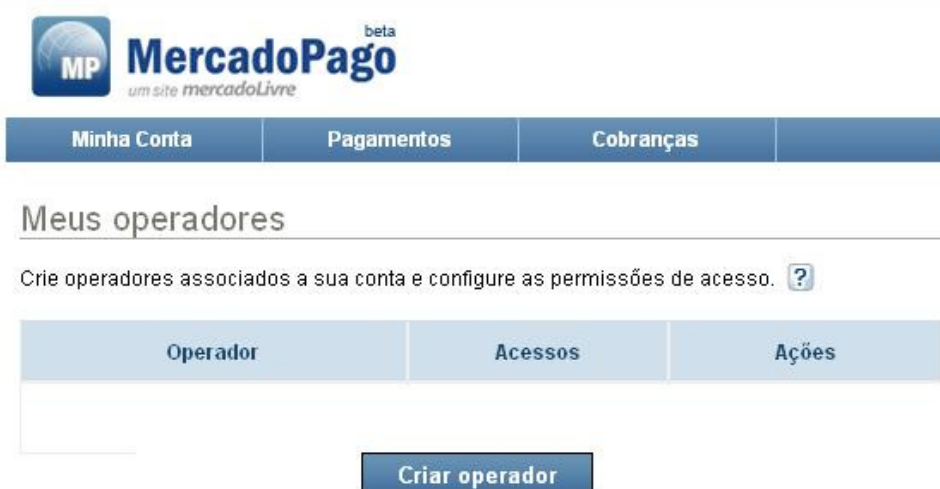 beta
MP MercadoPago
um site mercadoLivre
Minha Conta Pagamentos Cobranças
Meus operadores
Crie operadores associados a sua conta e configure as permissões de acesso. ?
Operador Acessos Ações
Criar operador